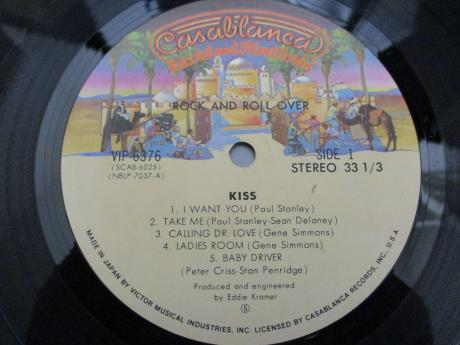 Casablanca
Record and FilmWorks
ROCK AND ROLL OVER
VIP-6376
(SCAB-6025)
(NBLP-7037-A)
SIDE 1
STEREO 33 1/3
KISS
1. I WANT YOU (Paul Stanley)
2. TAKE ME (Paul Stanley-Sean Delaney)
3. CALLING DR. LOVE (Gene Simmons)
4. LADIES ROOM (Gene Simmons)
5. BABY DRIVER
(Peter Criss-Stan Penridge)
Produced and engineered
by Eddie Kramer
Ⓢ
MADE IN JAPAN BY VICTOR MUSICAL INDUSTRIES, INC. LICENSED BY CASABLANCA RECORDS, INC., U.S.A.